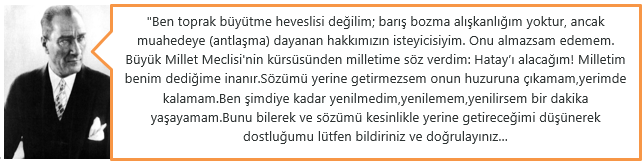 "Ben toprak büyütme heveslisi değilim; barış bozma alışkanlığım yoktur, ancak
muahedeye (antlaşma) dayanan hakkımızın isteyicisiyim. Onu almazsam edemem.
Büyük Millet Meclisi'nin kürsüsünden milletime söz verdim: Hatay'ı alacağım! Milletim
benim dediğime inanır.Sözümü yerine getirmezsem onun huzuruna çıkamam,yerimde
kalamam.Ben şimdiye kadar yenilmedim,yenilemem,yenilirsem bir dakika
yaşayamam.Bunu bilerek ve sözümü kesinlikle yerine getireceğimi düşünerek
dostluğumu lütfen bildiriniz ve doğrulayınız...